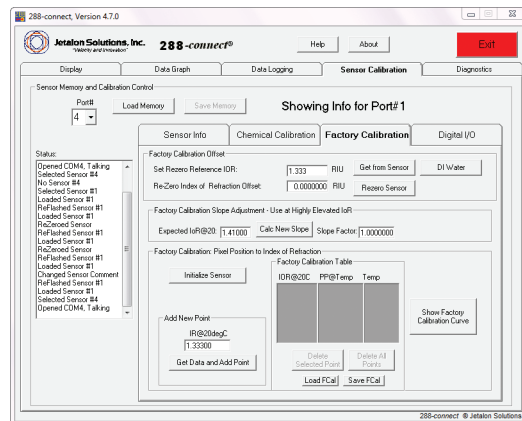 288-connect, Version 4.7.0
Jetalon Solutions, Inc.
"Velocity and Innovation"
288-connect®
Help
About
Exit
Display
Data Graph
Data Logging
Sensor Calibration
Diagnostics
Sensor Memory and Calibration Control
Port#
4
Load Memory
Save Memory
Showing Info for Port#1
Sensor Info
Chemical Calibration
Factory Calibration
Digital I/O
Status:
Opened COM4, Talking
Selected Sensor #4
No Sensor #4
Selected Sensor #1
Loaded Sensor #1
ReFlashed Sensor #1
Loaded Sensor #1
ReZeroed Sensor
Loaded Sensor #1
ReZeroed Sensor
Loaded Sensor #1
ReFlashed Sensor #1
Loaded Sensor #1
Changed Sensor Comment
ReFlashed Sensor #1
Loaded Sensor #1
Selected Sensor #4
Opened COM4, Talking
Factory Calibration Offset
Set Rezero Reference IOR:
1.333
RIU
Get from Sensor
DI Water
Re-Zero Index of Refraction Offset:
0.0000000
RIU
Rezero Sensor
Factory Calibration Slope Adjustment - Use at Highly Elevated IoR
Expected IoR@20:
1.41000
Calc New Slope
Slope Factor:
1.0000000
Factory Calibration: Pixel Position to Index of Refraction
Initialize Sensor
Add New Point
IR@20degC
1.33300
Get Data and Add Point
Factory Calibration Table
IOR@20C PP@Temp Temp
Delete Selected Point
Delete All Points
Load FCal
Save FCal
Show Factory Calibration Curve
288-connect ® Jetalon Solutions